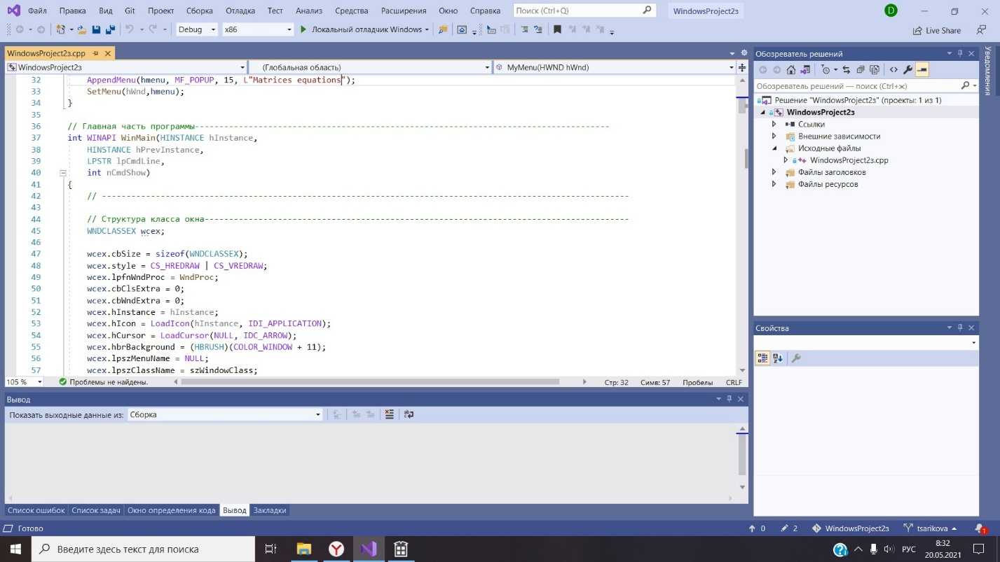 Файл Правка Вид Git Проект Сборка Отладка Тест Анализ Средства Расширения Окно Справка Поиск (Ctrl+Q) WindowsProject2з D
Debug x86 Локальный отладчик Windows Live Share
WindowsProject2з.cpp
WindowsProject2з (Глобальная область) MyMenu(HWND hWnd)
32 AppendMenu(hmenu, MF_POPUP, 15, L"Matrices equations");
33 SetMenu(hWnd,hmenu);
34 }
35
36 // Главная часть программы-------------------------------------------------------------------------------------
37 int WINAPI WinMain(HINSTANCE hInstance,
38 HINSTANCE hPrevInstance,
39 LPSTR lpCmdLine,
40 int nCmdShow)
41 {
42 // ------------------------------------------------------------------------------------------------------------
43
44 // Структура класса окна---------------------------------------------------------------------------------------
45 WNDCLASSEX wcex;
46
47 wcex.cbSize = sizeof(WNDCLASSEX);
48 wcex.style = CS_HREDRAW | CS_VREDRAW;
49 wcex.lpfnWndProc = WndProc;
50 wcex.cbClsExtra = 0;
51 wcex.cbWndExtra = 0;
52 wcex.hInstance = hInstance;
53 wcex.hIcon = LoadIcon(hInstance, IDI_APPLICATION);
54 wcex.hCursor = LoadCursor(NULL, IDC_ARROW);
55 wcex.hbrBackground = (HBRUSH)(COLOR_WINDOW + 11);
56 wcex.lpszMenuName = NULL;
57 wcex.lpszClassName = szWindowClass;
105 % Проблемы не найдены. Стр: 32 Симв: 57 Пробелы CRLF
Вывод
Показать выходные данные из: Сборка
Список ошибок Список задач Окно определения кода Вывод Закладки
Обозреватель решений
Обозреватель решений — поиск (Ctrl+ж)
Решение "WindowsProject2з" (проекты: 1 из 1)
WindowsProject2з
Ссылки
Внешние зависимости
Исходные файлы
WindowsProject2з.cpp
Файлы заголовков
Файлы ресурсов
Свойства
Уведомления
Готово 0 2 WindowsProject2з tsarikova 1
Введите здесь текст для поиска РУС 8:32
20.05.2021